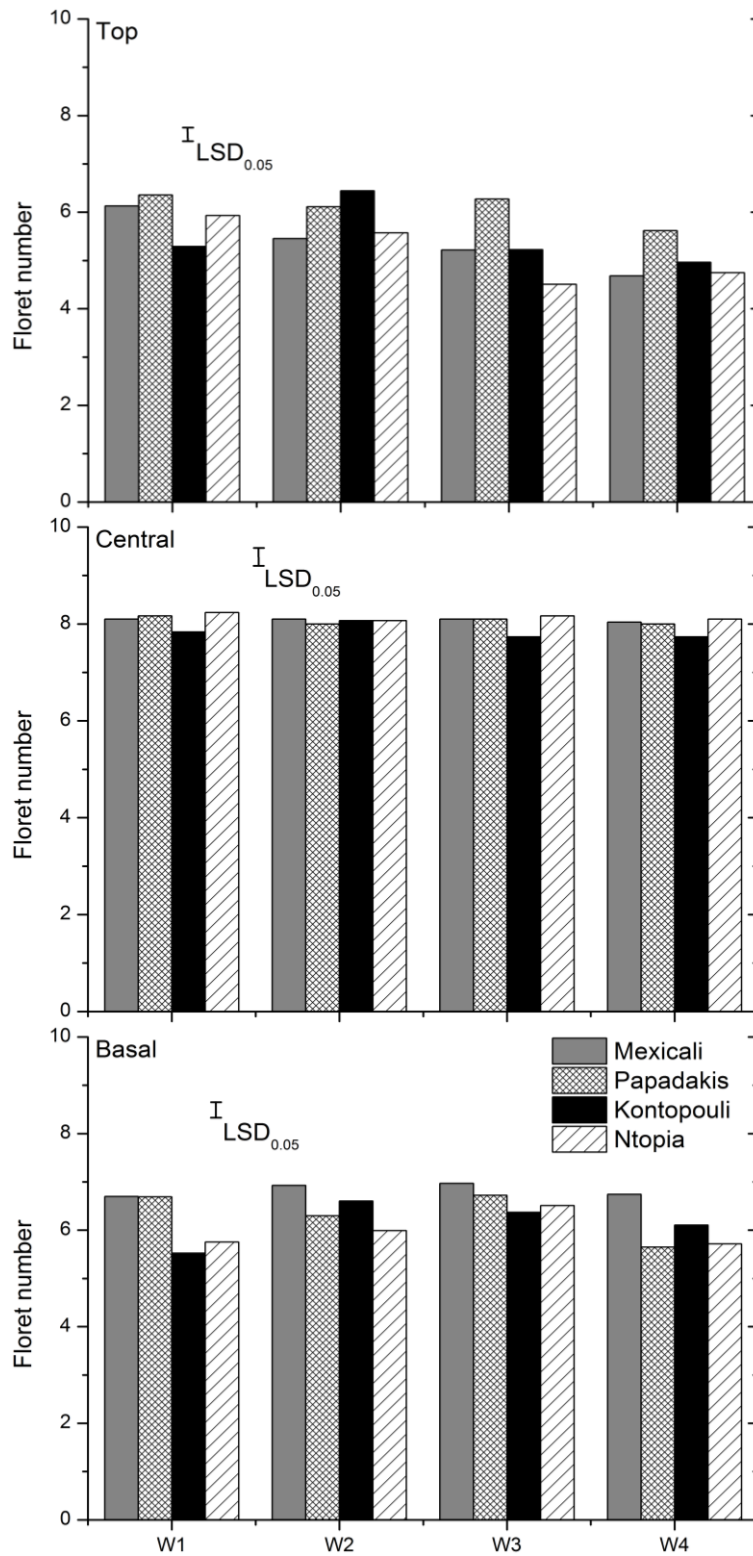 10
Top
8
LSD0.05
6
Floret number
4
2
0
10
Central
LSD0.05
8
6
Floret number
4
2
0
10
Basal
Mexicali
Papadakis
Kontopouli
Ntopia
8
LSD0.05
6
Floret number
4
2
0
W1 W2 W3 W4